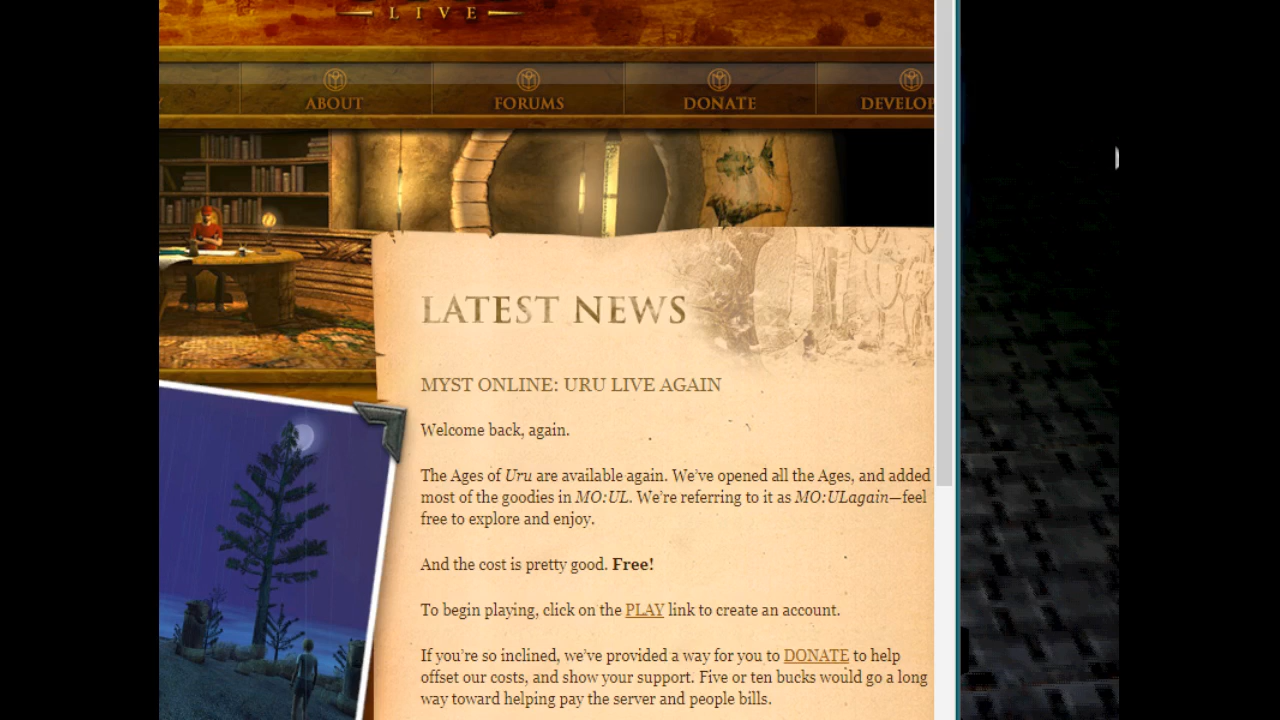 LIVE
ABOUT FORUMS DONATE DEVELOP
LATEST NEWS
MYST ONLINE: URU LIVE AGAIN
Welcome back, again.
The Ages of Uru are available again. We've opened all the Ages, and added
most of the goodies in MO:UL. We're referring to it as MO:ULagain—feel
free to explore and enjoy.
And the cost is pretty good. Free!
To begin playing, click on the PLAY link to create an account.
If you're so inclined, we've provided a way for you to DONATE to help
offset our costs, and show your support. Five or ten bucks would go a long
way toward helping pay the server and people bills.